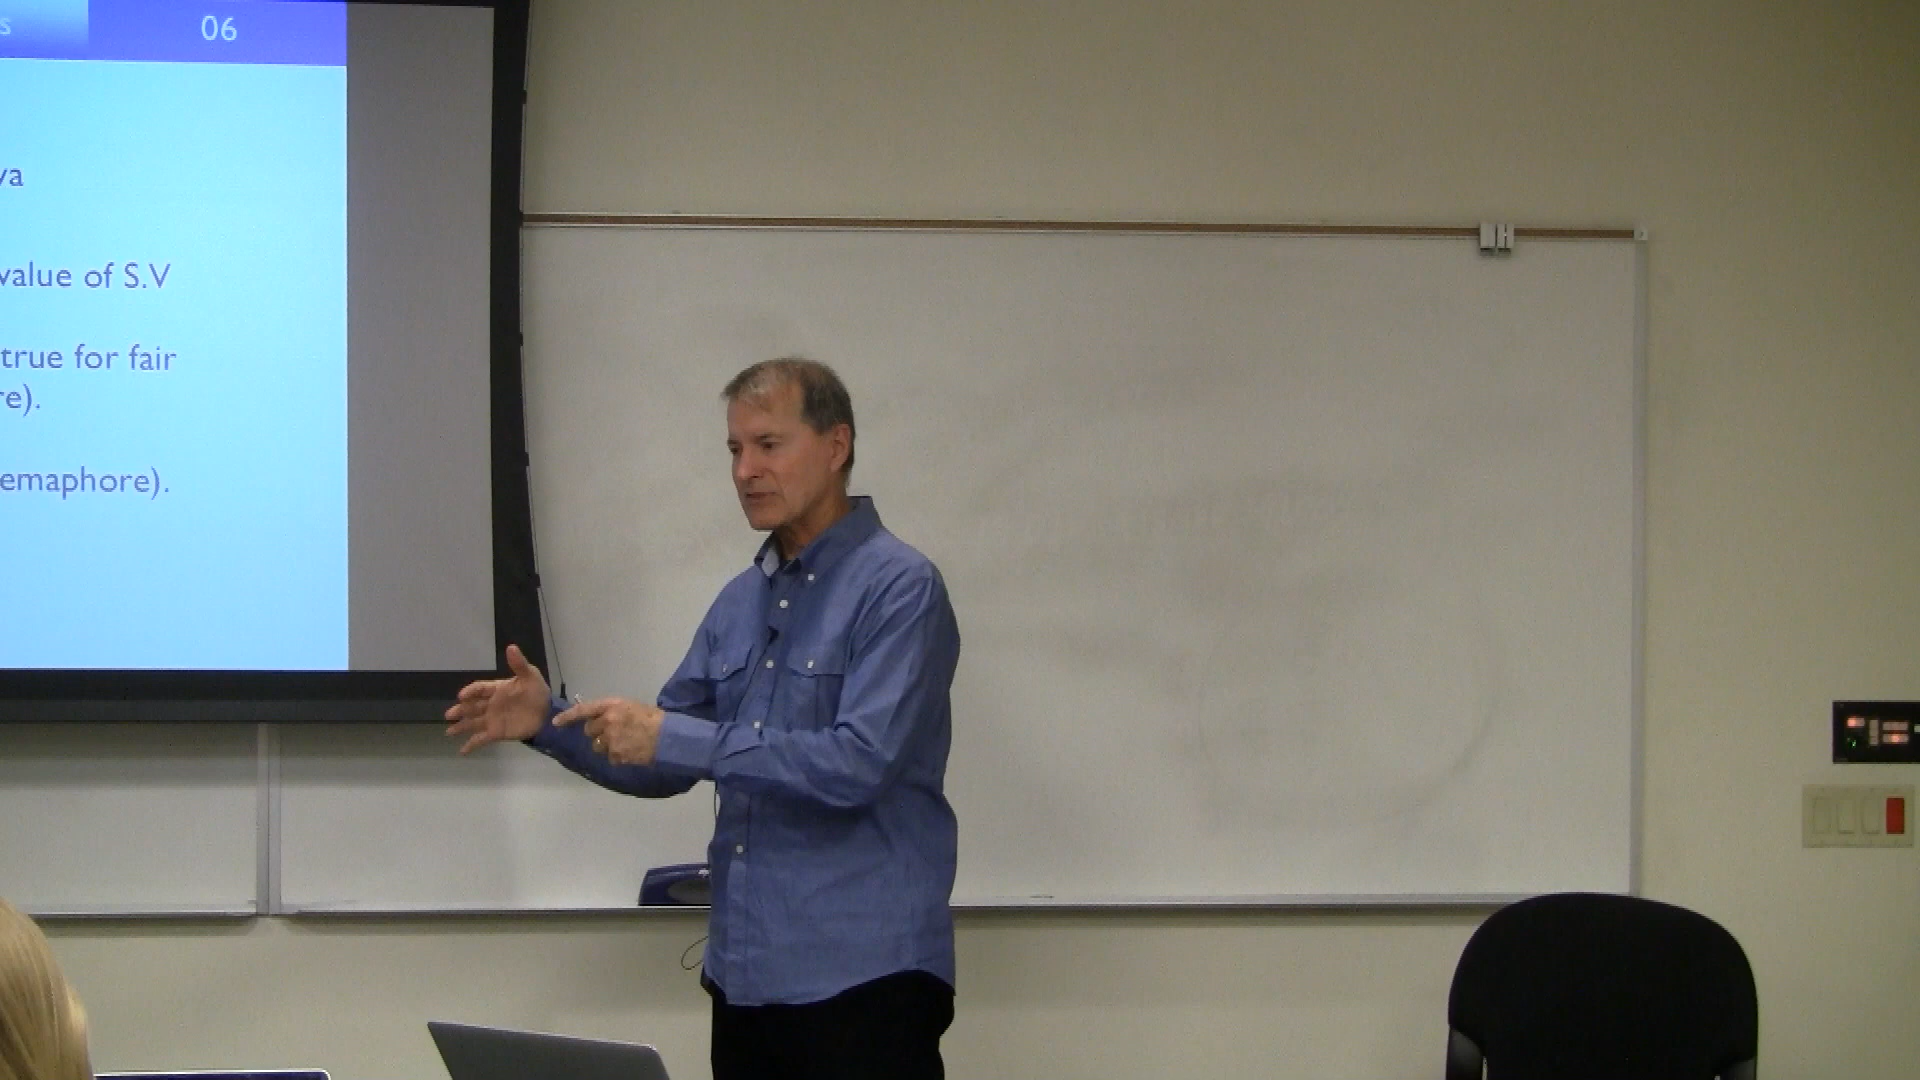 s 06
va
value of S.V
true for fair
re).
emaphore).